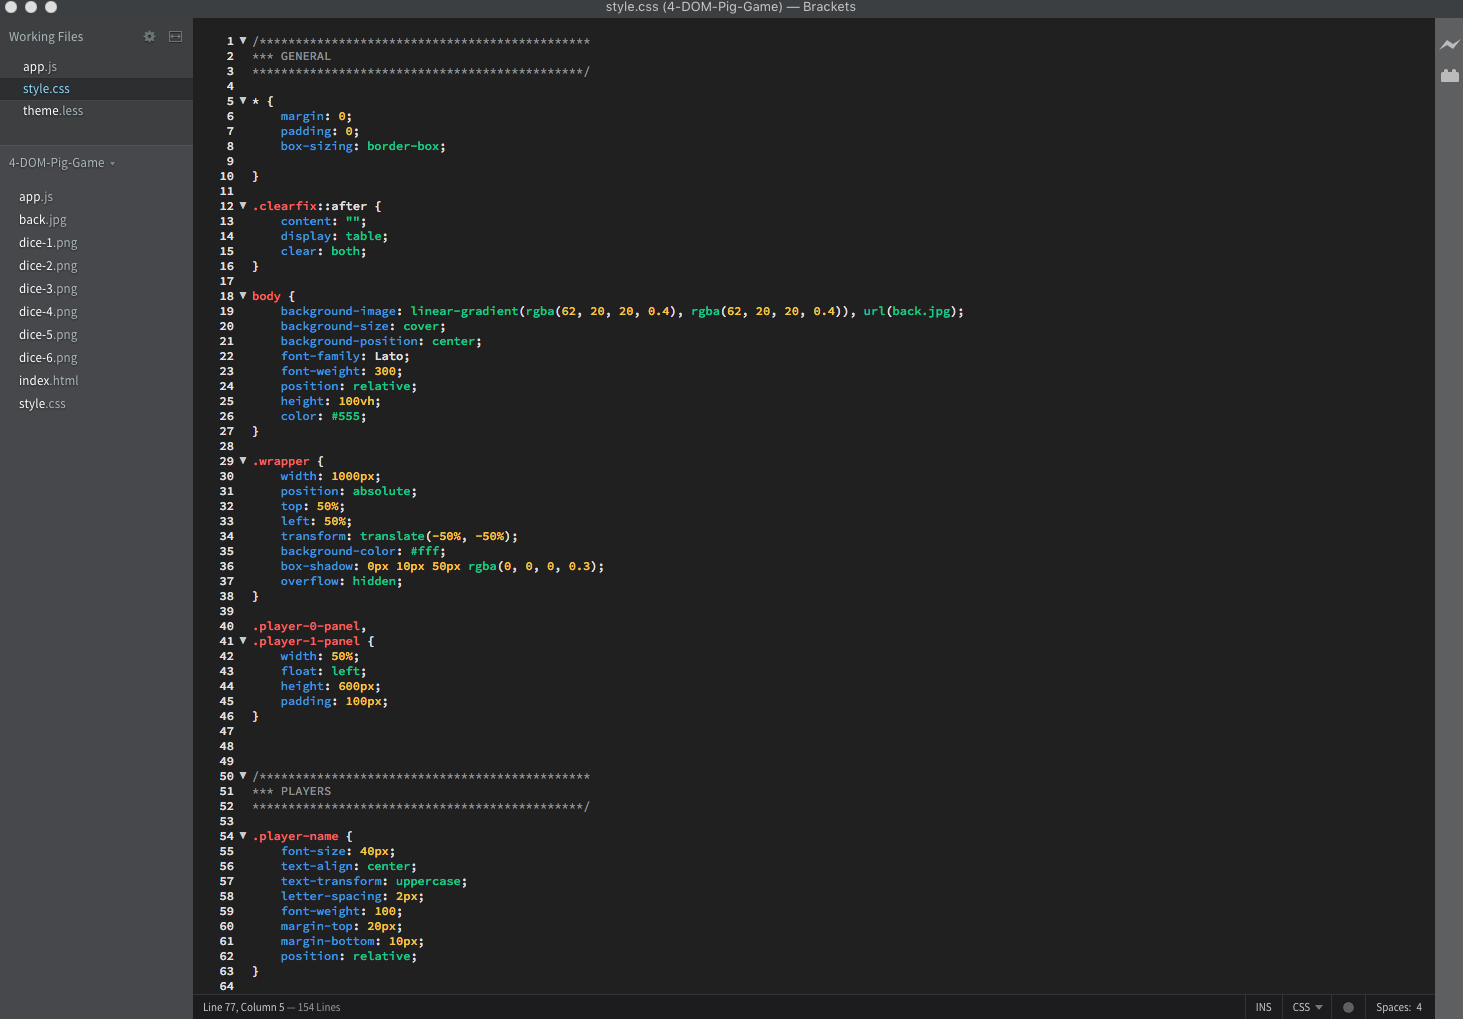 style.css (4-DOM-Pig-Game) — Brackets
Working Files
app.js
style.css
theme.less
4-DOM-Pig-Game
app.js
back.jpg
dice-1.png
dice-2.png
dice-3.png
dice-4.png
dice-5.png
dice-6.png
index.html
style.css
1 /**********************************************
2 *** GENERAL
3 **********************************************/
4
5 * {
6     margin: 0;
7     padding: 0;
8     box-sizing: border-box;
9
10 }
11
12 .clearfix::after {
13     content: "";
14     display: table;
15     clear: both;
16 }
17
18 body {
19     background-image: linear-gradient(rgba(62, 20, 20, 0.4), rgba(62, 20, 20, 0.4)), url(back.jpg);
20     background-size: cover;
21     background-position: center;
22     font-family: Lato;
23     font-weight: 300;
24     position: relative;
25     height: 100vh;
26     color: #555;
27 }
28
29 .wrapper {
30     width: 1000px;
31     position: absolute;
32     top: 50%;
33     left: 50%;
34     transform: translate(-50%, -50%);
35     background-color: #fff;
36     box-shadow: 0px 10px 50px rgba(0, 0, 0, 0.3);
37     overflow: hidden;
38 }
39
40 .player-0-panel,
41 .player-1-panel {
42     width: 50%;
43     float: left;
44     height: 600px;
45     padding: 100px;
46 }
47
48
49
50 /**********************************************
51 *** PLAYERS
52 **********************************************/
53
54 .player-name {
55     font-size: 40px;
56     text-align: center;
57     text-transform: uppercase;
58     letter-spacing: 2px;
59     font-weight: 100;
60     margin-top: 20px;
61     margin-bottom: 10px;
62     position: relative;
63 }
64
Line 77, Column 5 — 154 Lines
INS
CSS
Spaces: 4